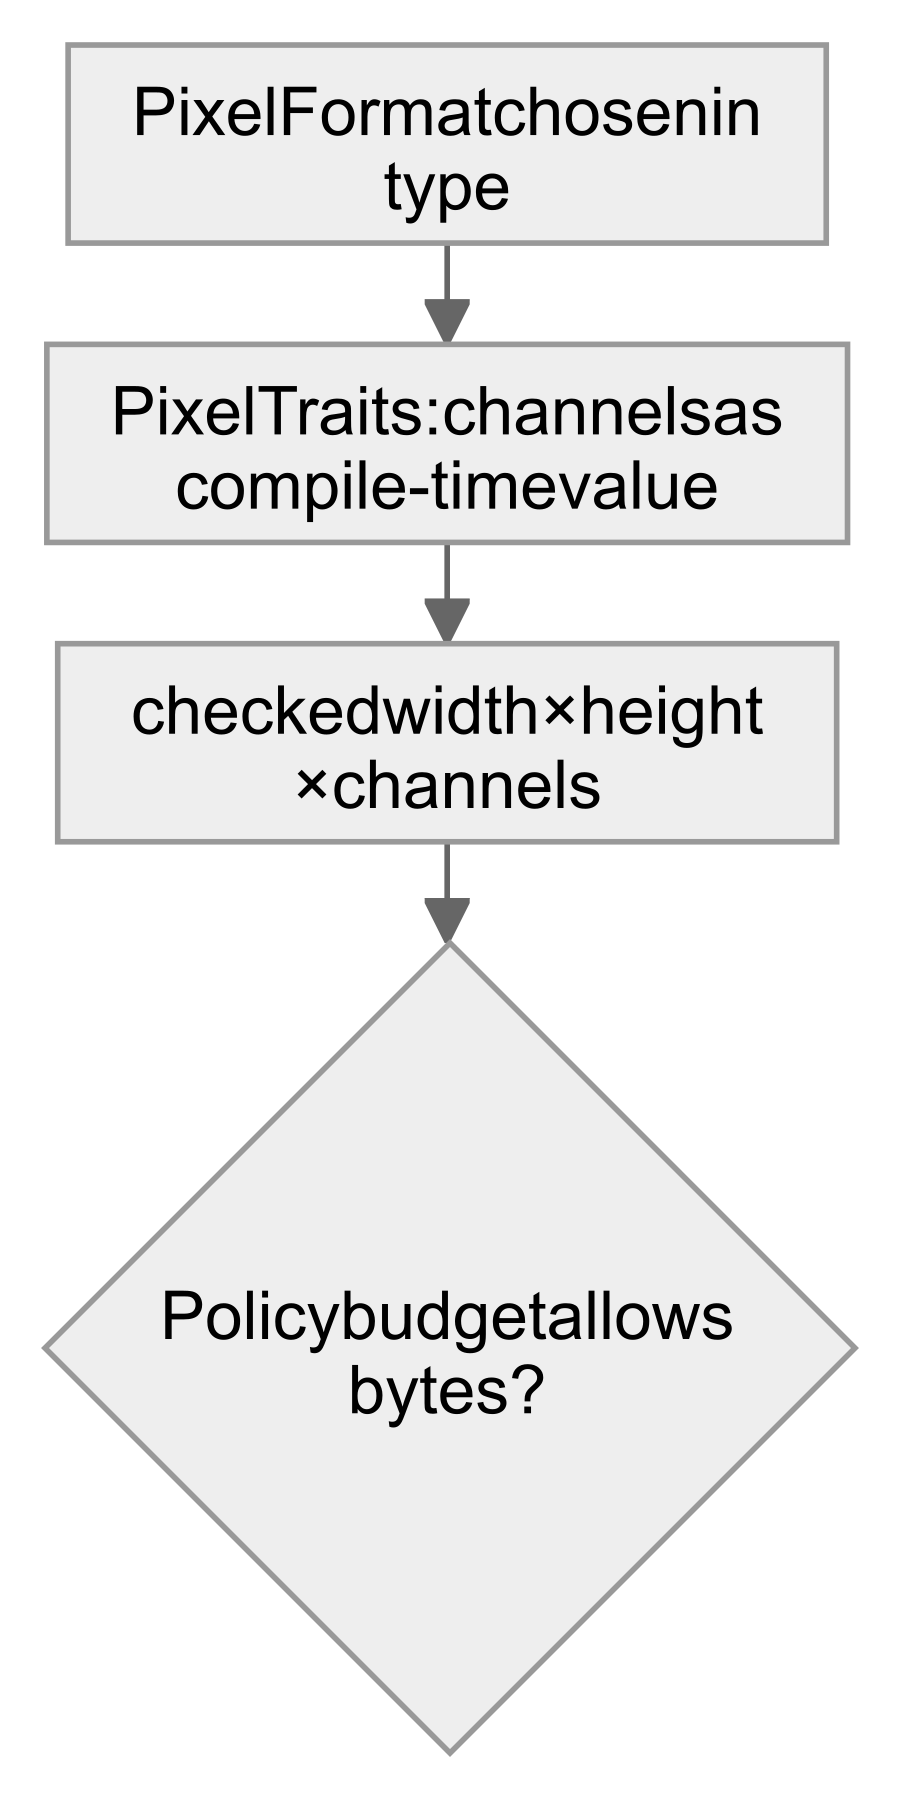 PixelFormatchosenin
type
PixelTraits:channelsas
compile-timevalue
checkedwidth×height
×channels
Policybudgetallows
bytes?